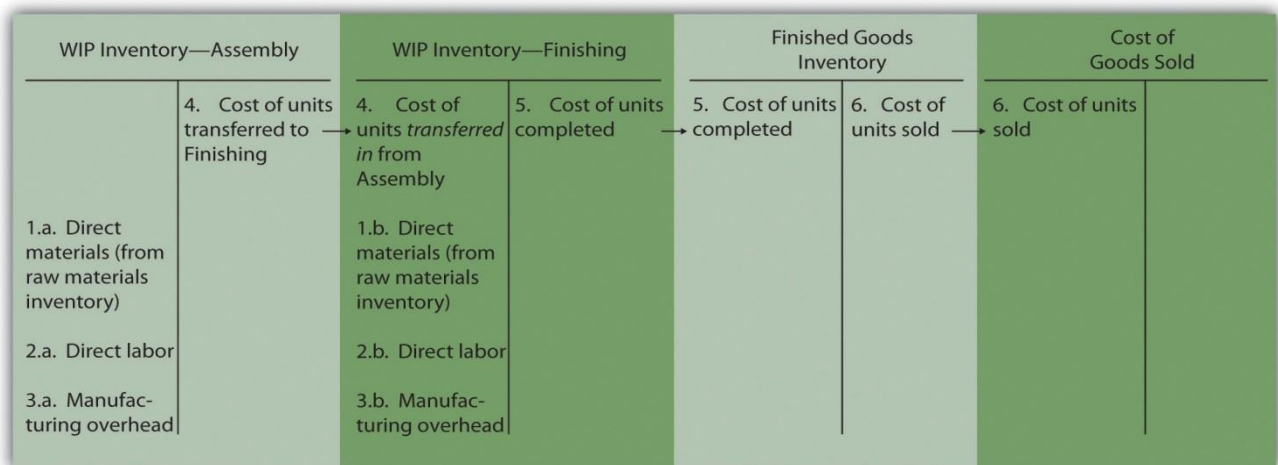 WIP Inventory—Assembly
4. Cost of units
transferred to
Finishing
1.a. Direct
materials (from
raw materials
inventory)
2.a. Direct labor
3.a. Manufac-
turing overhead
WIP Inventory—Finishing
4. Cost of
units transferred
in from
Assembly
1.b. Direct
materials (from
raw materials
inventory)
2.b. Direct labor
3.b. Manufac-
turing overhead
5. Cost of units
completed
Finished Goods
Inventory
5. Cost of units
completed
6. Cost of
units sold
Cost of
Goods Sold
6. Cost of units
sold